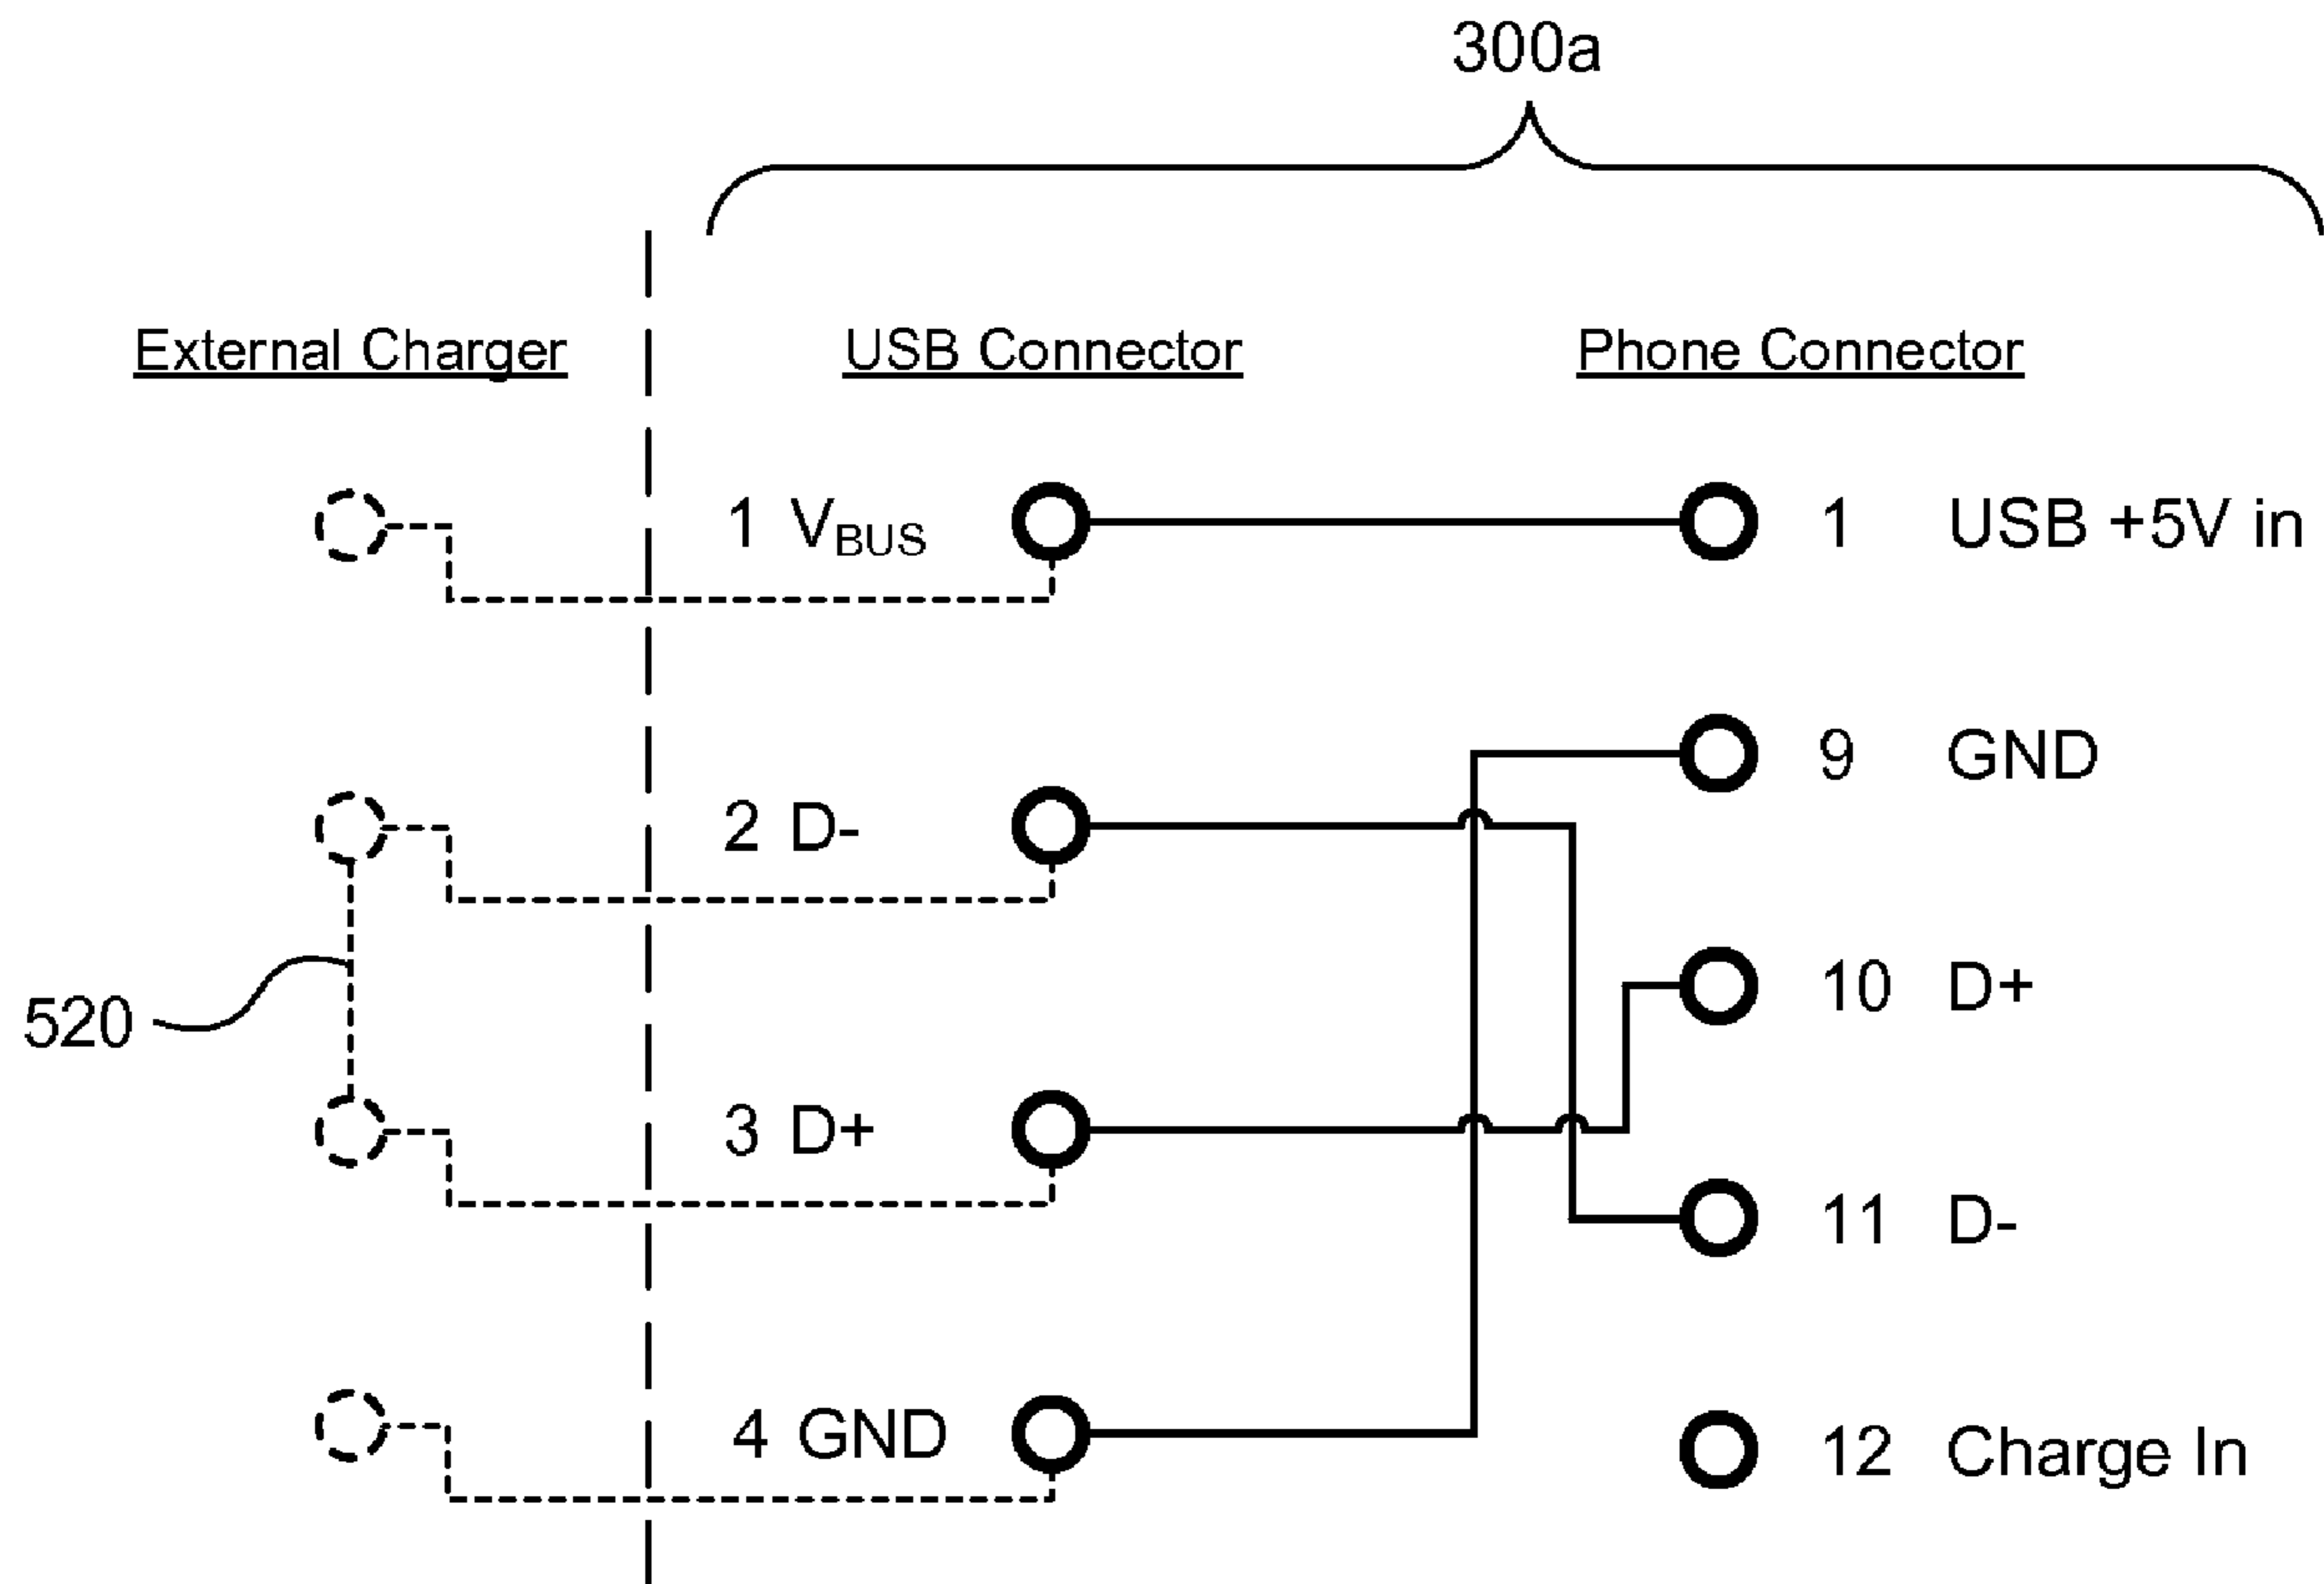 300a
External Charger USB Connector Phone Connector
1 VBUS 1 USB +5V in
9 GND
2 D-
10 D+
520
3 D+
11 D-
4 GND 12 Charge In